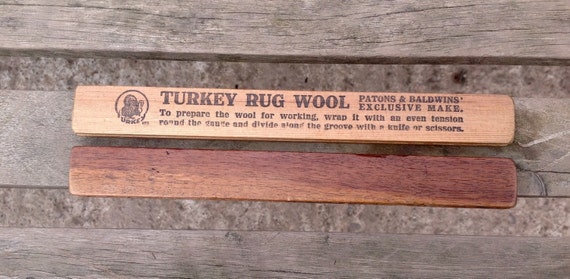 TURKEY RUG WOOL
PATONS & BALDWINS'
EXCLUSIVE MAKE.
To prepare the wool for working, wrap it with an even tension
round the gauge and divide along the groove with a knife or scissors.
TURKEY